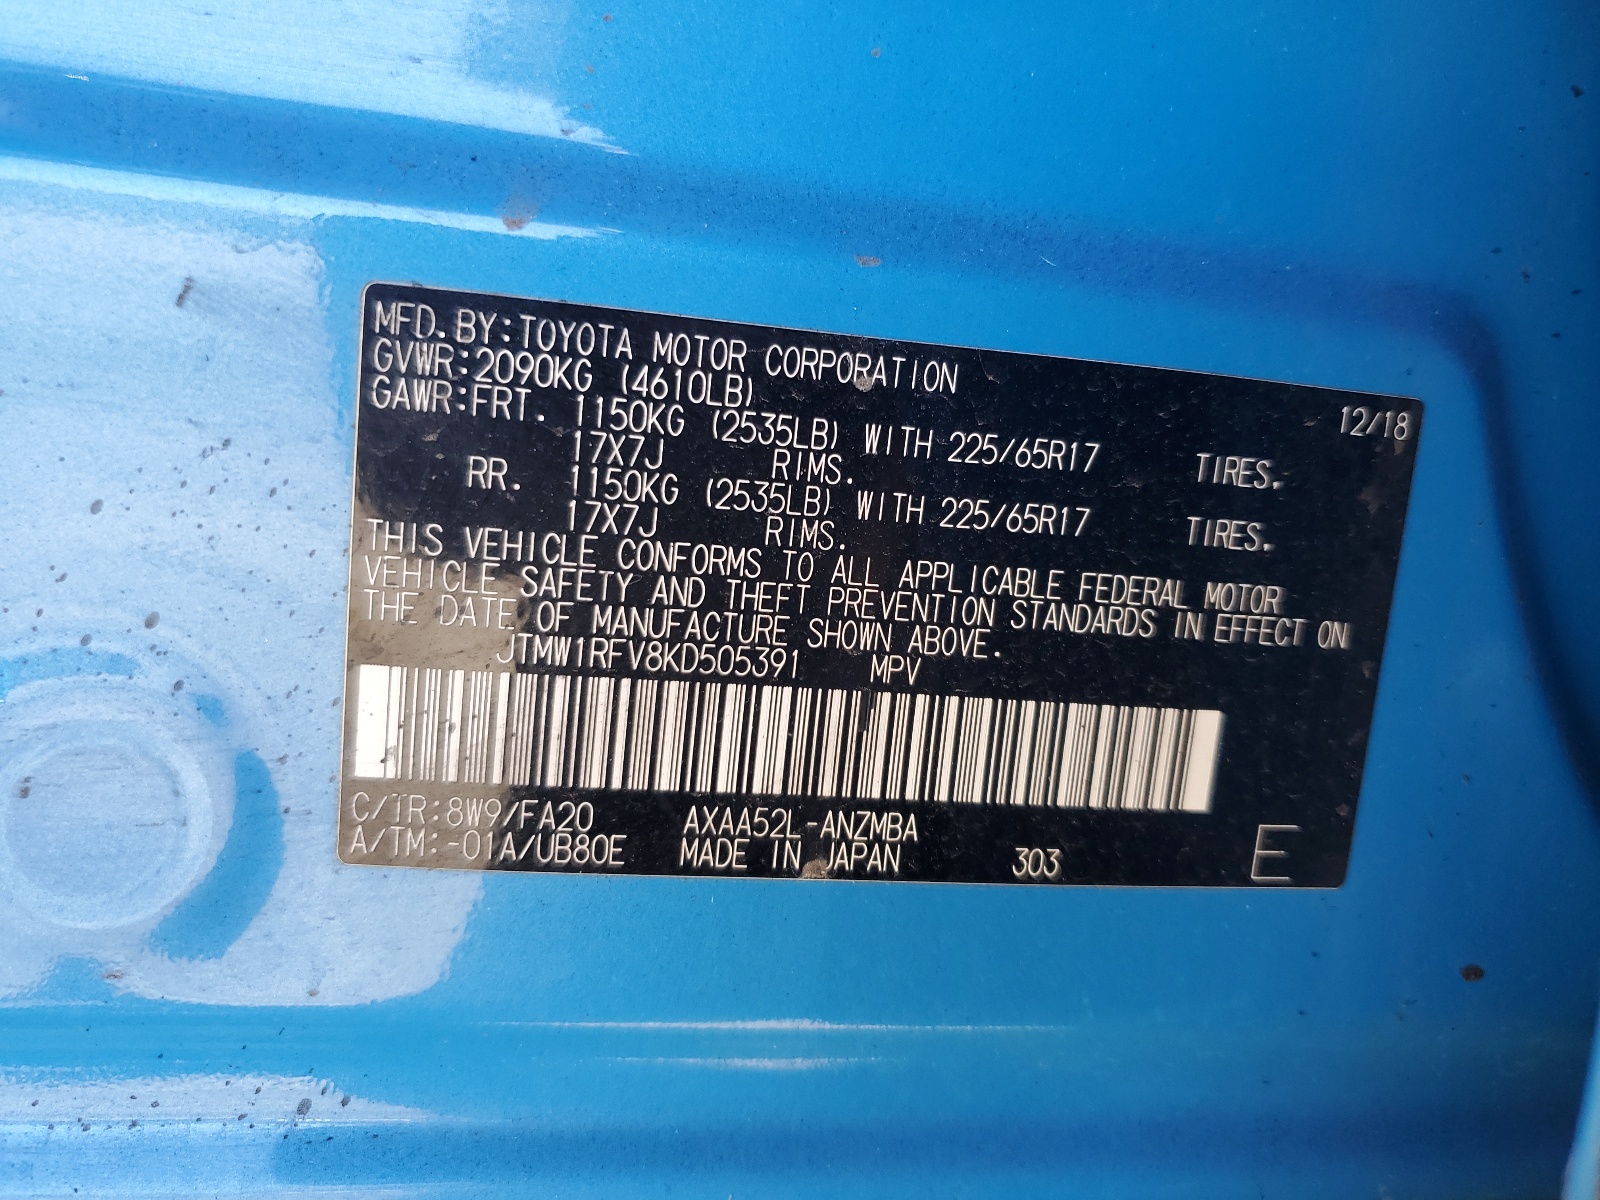 MFD. BY: TOYOTA MOTOR CORPORATION 12/18
GVWR: 2090KG (4610LB)
GAWR: FRT. 1150KG (2535LB) WITH 225/65R17 TIRES.
17X7J RIMS.
RR. 1150KG (2535LB) WITH 225/65R17 TIRES.
17X7J RIMS.
THIS VEHICLE CONFORMS TO ALL APPLICABLE FEDERAL MOTOR
VEHICLE SAFETY AND THEFT PREVENTION STANDARDS IN EFFECT ON
THE DATE OF MANUFACTURE SHOWN ABOVE.
JTMW1RFV8KD505391 MPV
C/TR: 8W9/FA20 AXAA52L-ANZMBA
A/TM: -01A/UB80E MADE IN JAPAN 303 E